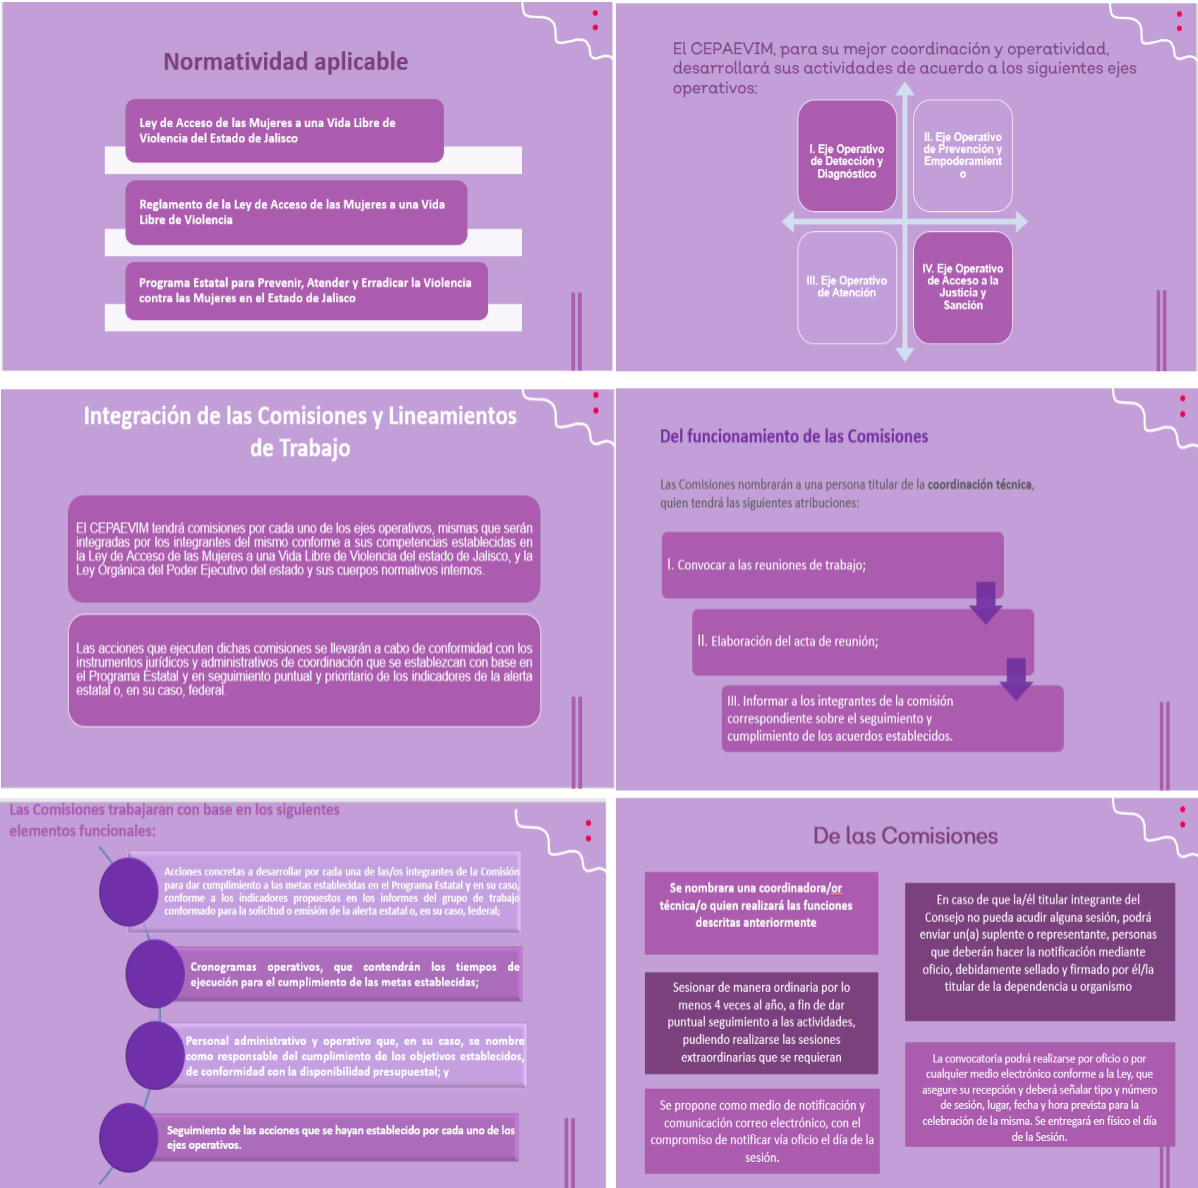 Normatividad aplicable
Ley de Acceso de las Mujeres a una Vida Libre de
Violencia del Estado de Jalisco
Reglamento de la Ley de Acceso de las Mujeres a una Vida
Libre de Violencia
Programa Estatal para Prevenir, Atender y Erradicar la Violencia
contra las Mujeres en el Estado de Jalisco
El CEPAEVIM, para su mejor coordinación y operatividad,
desarrollará sus actividades de acuerdo a los siguientes ejes
operativos:
I. Eje Operativo
de Detección y
Diagnóstico
II. Eje Operativo
de Prevención y
Empoderamient
o
III. Eje Operativo
de Atención
IV. Eje Operativo
de Acceso a la
Justicia y
Sanción
Integración de las Comisiones y Lineamientos
de Trabajo
El CEPAEVIM tendrá comisiones por cada uno de los ejes operativos, mismas que serán
integradas por los integrantes del mismo conforme a sus competencias establecidas en
la Ley de Acceso de las Mujeres a una Vida Libre de Violencia del estado de Jalisco, y la
Ley Orgánica del Poder Ejecutivo del estado y sus cuerpos normativos internos.
Las acciones que ejecuten dichas comisiones se llevarán a cabo de conformidad con los
instrumentos jurídicos y administrativos de coordinación que se establezcan con base en
el Programa Estatal y en seguimiento puntual y prioritario de los indicadores de la alerta
estatal o, en su caso, federal.
Del funcionamiento de las Comisiones
Las Comisiones nombrarán a una persona titular de la coordinación técnica,
quien tendrá las siguientes atribuciones:
I. Convocar a las reuniones de trabajo;
II. Elaboración del acta de reunión;
III. Informar a los integrantes de la comisión
correspondiente sobre el seguimiento y
cumplimiento de los acuerdos establecidos.
Las Comisiones trabajaran con base en los siguientes
elementos funcionales:
Acciones concretas a desarrollar por cada una de las/os integrantes de la Comisión
para dar cumplimiento a las metas establecidas en el Programa Estatal y en su caso,
conforme a los indicadores propuestos en los informes del grupo de trabajo
conformado para la solicitud o emisión de la alerta estatal o, en su caso, federal;
Cronogramas operativos, que contendrán los tiempos de
ejecución para el cumplimiento de las metas establecidas;
Personal administrativo y operativo que, en su caso, se nombre
como responsable del cumplimiento de los objetivos establecidos,
de conformidad con la disponibilidad presupuestal; y
Seguimiento de las acciones que se hayan establecido por cada uno de los
ejes operativos.
De las Comisiones
Se nombrara una coordinadora/or
técnica/o quien realizará las funciones
descritas anteriormente
Sesionar de manera ordinaria por lo
menos 4 veces al año, a fin de dar
puntual seguimiento a las actividades,
pudiendo realizarse las sesiones
extraordinarias que se requieran
Se propone como medio de notificación y
comunicación correo electrónico, con el
compromiso de notificar vía oficio el día de la
sesión.
En caso de que la/él titular integrante del
Consejo no pueda acudir alguna sesión, podrá
enviar un(a) suplente o representante, personas
que deberán hacer la notificación mediante
oficio, debidamente sellado y firmado por él/la
titular de la dependencia u organismo
La convocatoria podrá realizarse por oficio o por
cualquier medio electrónico conforme a la Ley, que
asegure su recepción y deberá señalar tipo y número
de sesión, lugar, fecha y hora prevista para la
celebración de la misma. Se entregará en físico el día
de la Sesión.